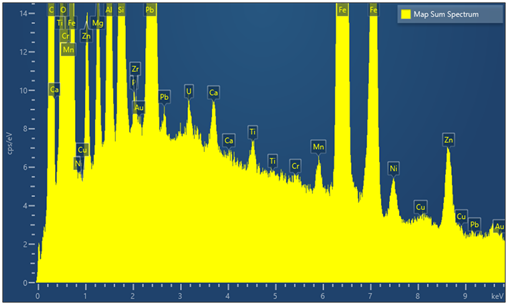 C O Fe Mg Al Si Pb Fe Fe Map Sum Spectrum
14
Ti Zn
Cr
Mn
12
Zr
P
10
Ca Pb U Ca
Au
8
Ti
Cu Ca Mn Zn
6
N Ti Cr Ni
4
Cu Cu
Pb Au
2
0
cps/eV
0 1 2 3 4 5 6 7 8 9 keV